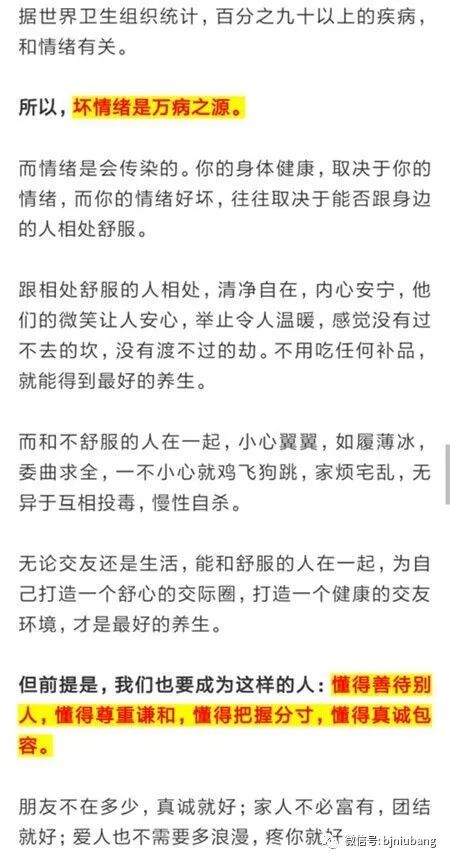 据世界卫生组织统计，百分之九十以上的疾病，
和情绪有关。
所以，坏情绪是万病之源。
而情绪是会传染的。你的身体健康，取决于你的
情绪，而你的情绪好坏，往往取决于能否跟身边
的人相处舒服。
跟相处舒服的人相处，清净自在，内心安宁，他
们的微笑让人安心，举止令人温暖，感觉没有过
不去的坎，没有渡不过的劫。不用吃任何补品，
就能得到最好的养生。
而和不舒服的人在一起，小心翼翼，如履薄冰，
委曲求全，一不小心就鸡飞狗跳，家烦宅乱，无
异于互相投毒，慢性自杀。
无论交友还是生活，能和舒服的人在一起，为自
己打造一个舒心的交际圈，打造一个健康的交友
环境，才是最好的养生。
但前提是，我们也要成为这样的人：懂得善待别
人，懂得尊重谦和，懂得把握分寸，懂得真诚包
容。
朋友不在多少，真诚就好；家人不必富有，团结
就好；爱人也不需要多浪漫，疼你就好
微信号: bjniubang